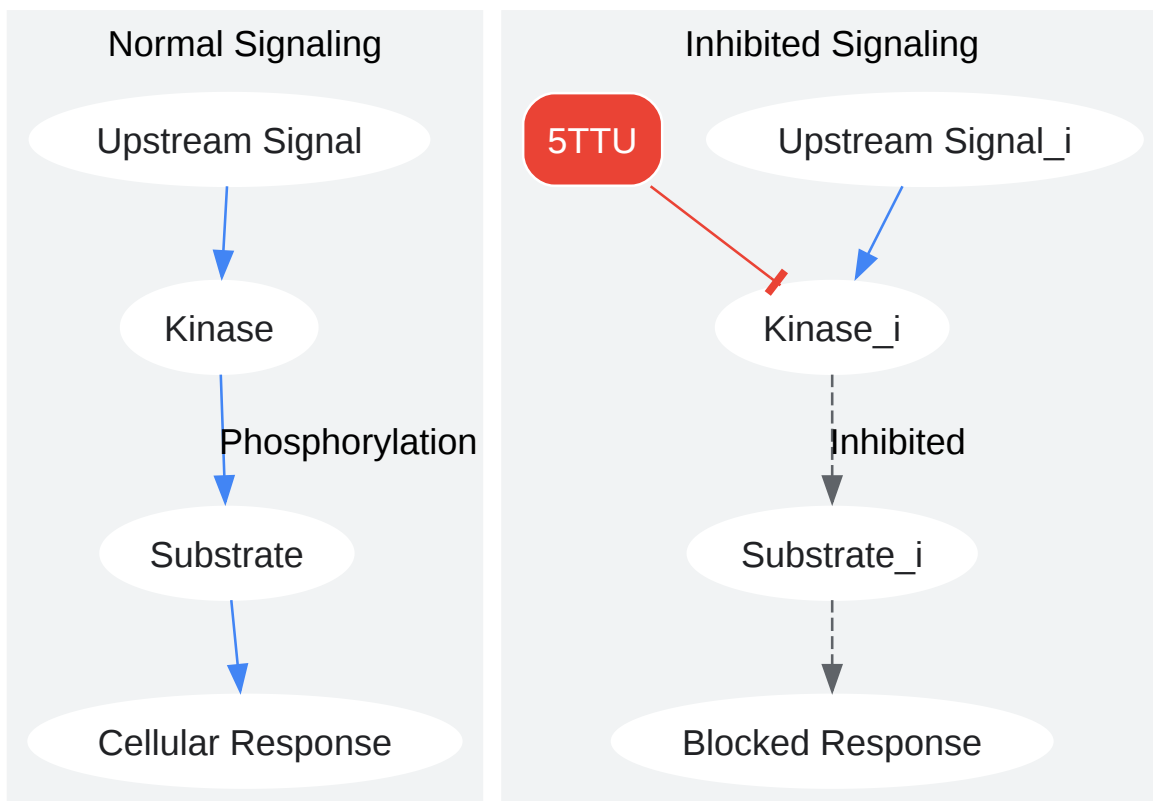 Normal Signaling
Upstream Signal
Kinase
Phosphorylation
Substrate
Cellular Response
Inhibited Signaling
5TTU
Upstream Signal_i
Kinase_i
Inhibited
Substrate_i
Blocked Response